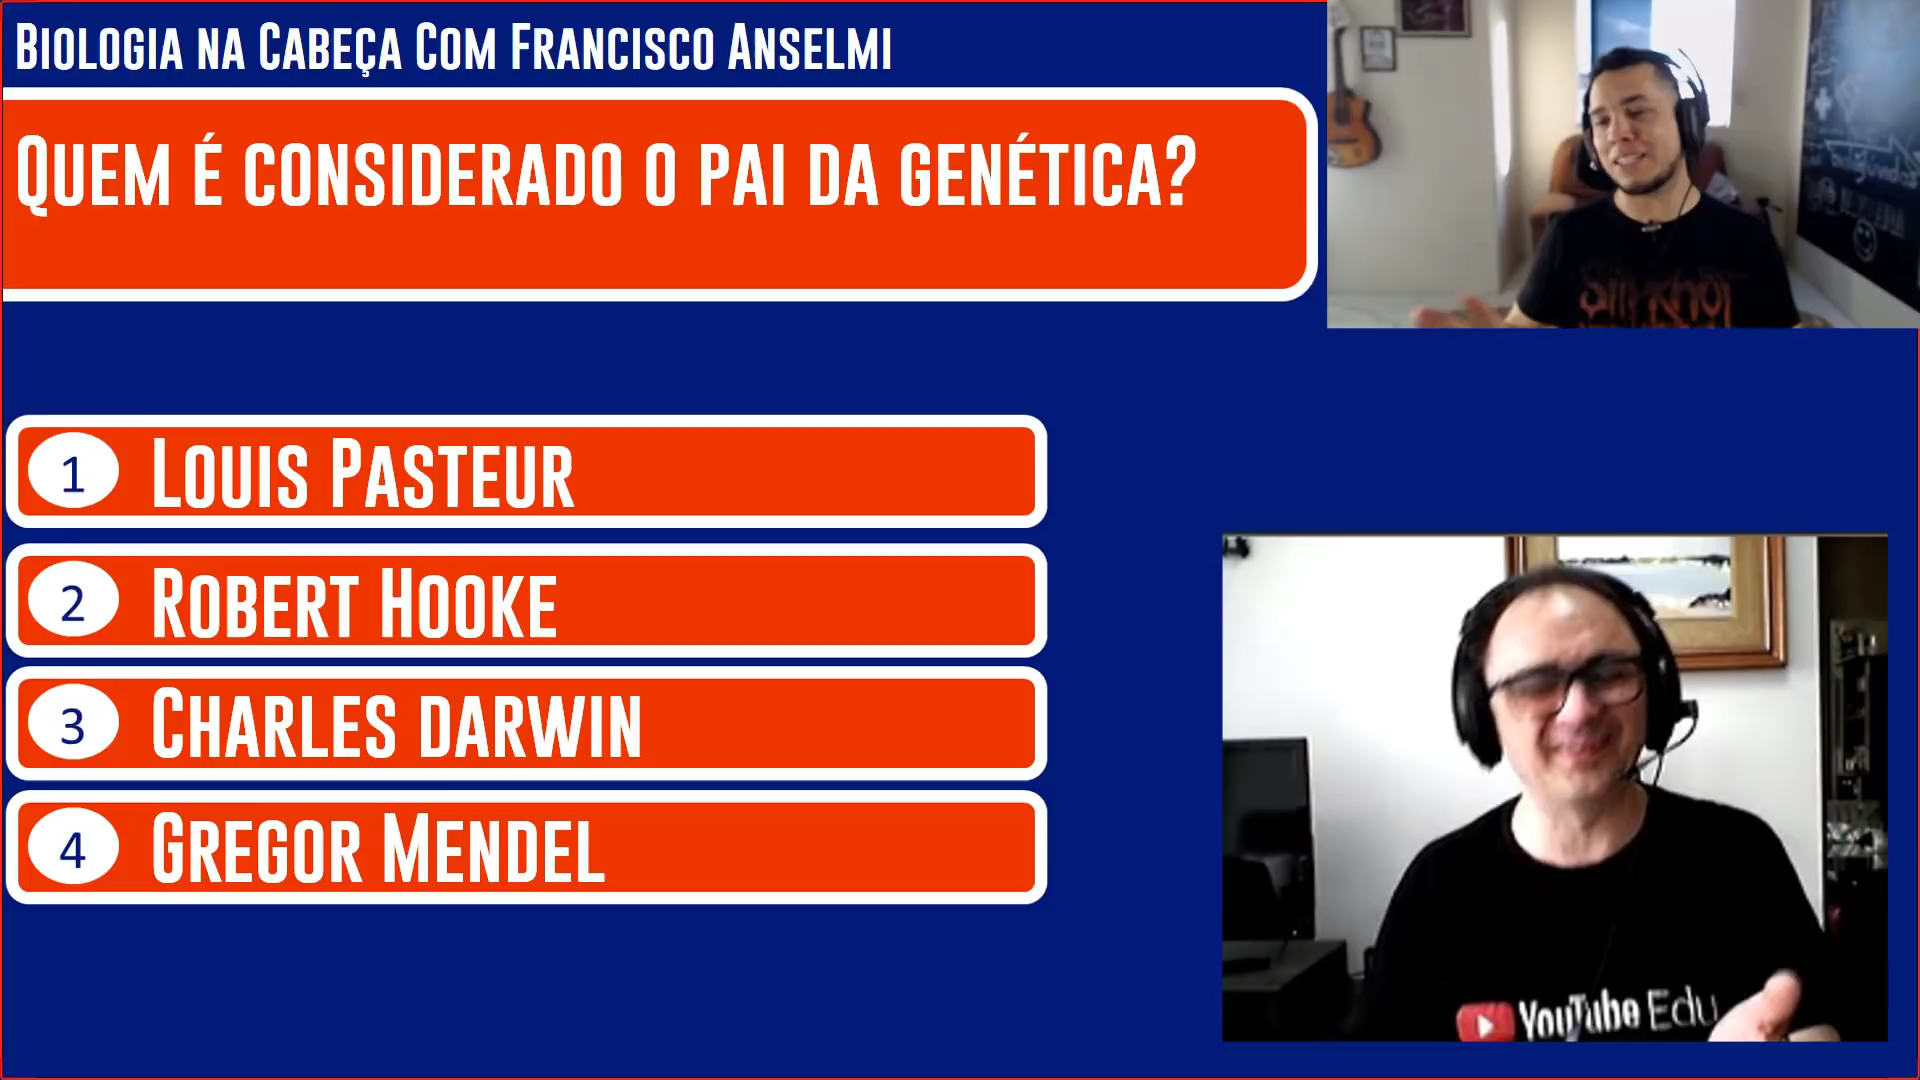 Biologia na Cabeça Com Francisco Anselmi
Quem é considerado o pai da genética?
1 Louis Pasteur
2 Robert Hooke
3 Charles darwin
4 Gregor Mendel
Slipknot
YouTube Edu